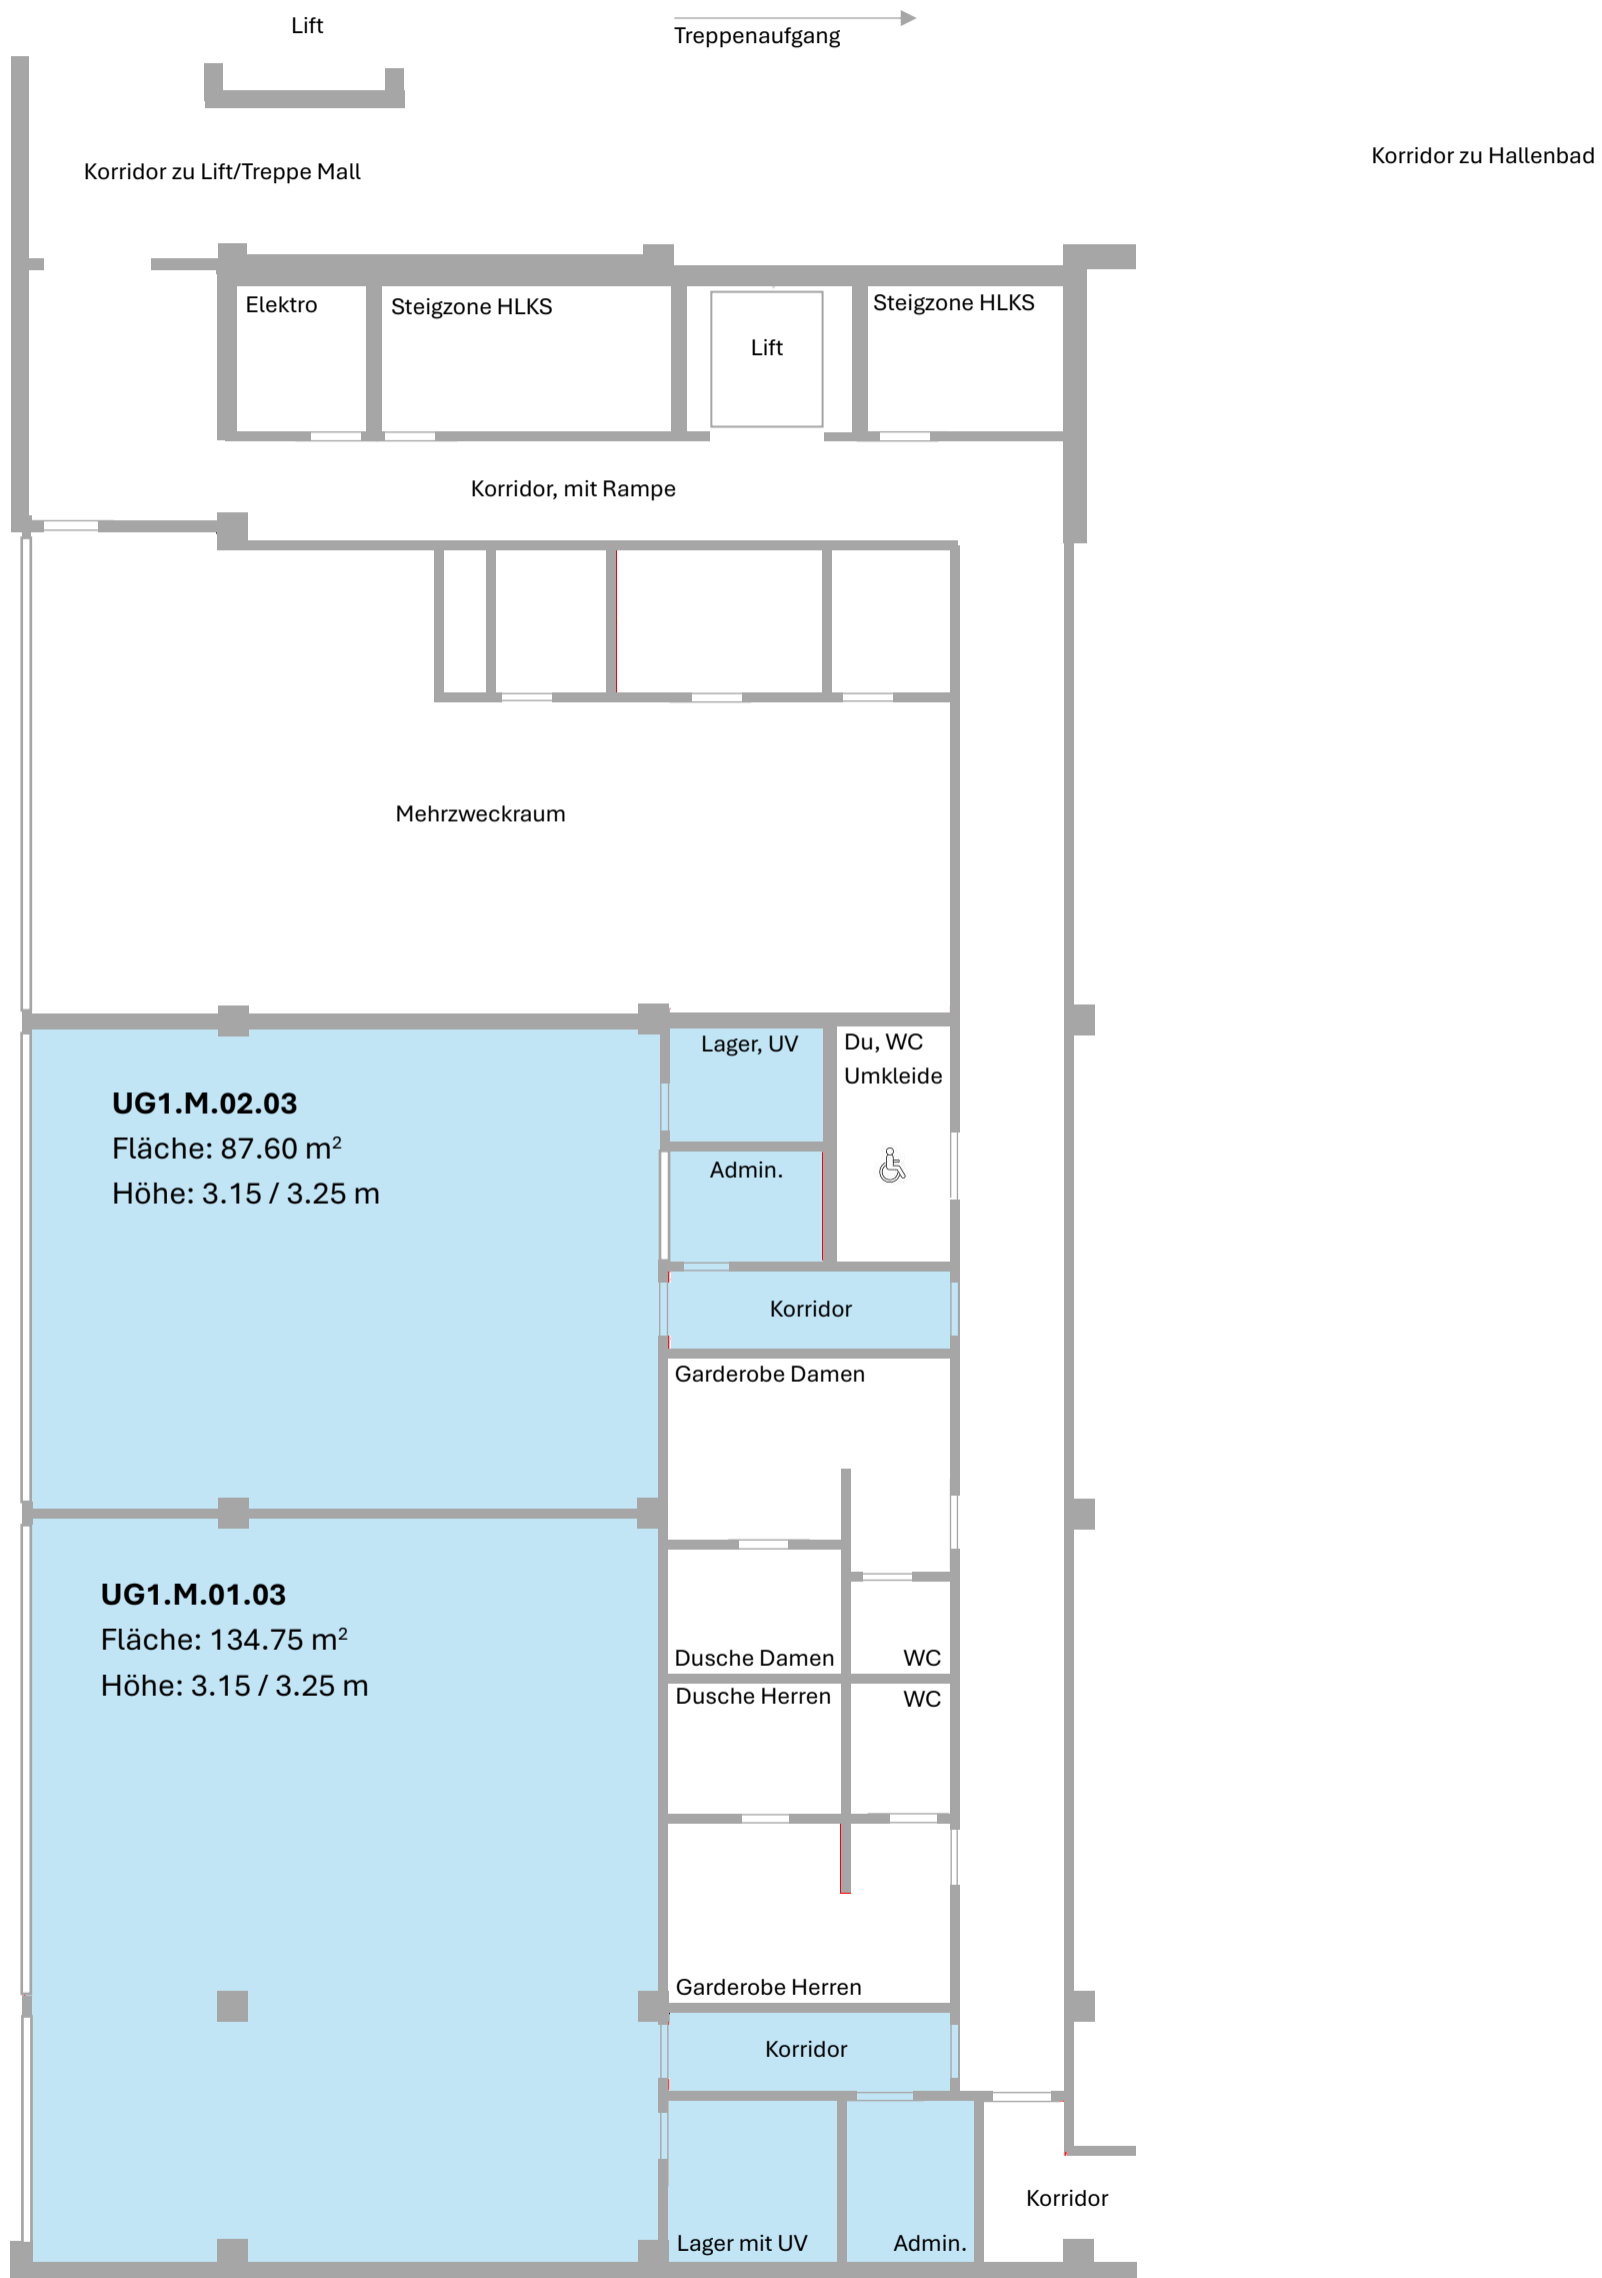 Lift
Treppenaufgang
Korridor zu Hallenbad
Korridor zu Lift/Treppe Mall
Elektro
Steigzone HLKS
Lift
Steigzone HLKS
Korridor, mit Rampe
Mehrzweckraum
Lager, UV
Du, WC
Umkleide
UG1.M.02.03
Fläche: 87.60 m²
Höhe: 3.15 / 3.25 m
Admin.
Korridor
Garderobe Damen
UG1.M.01.03
Fläche: 134.75 m²
Höhe: 3.15 / 3.25 m
Dusche Damen
WC
Dusche Herren
WC
Garderobe Herren
Korridor
Korridor
Lager mit UV
Admin.